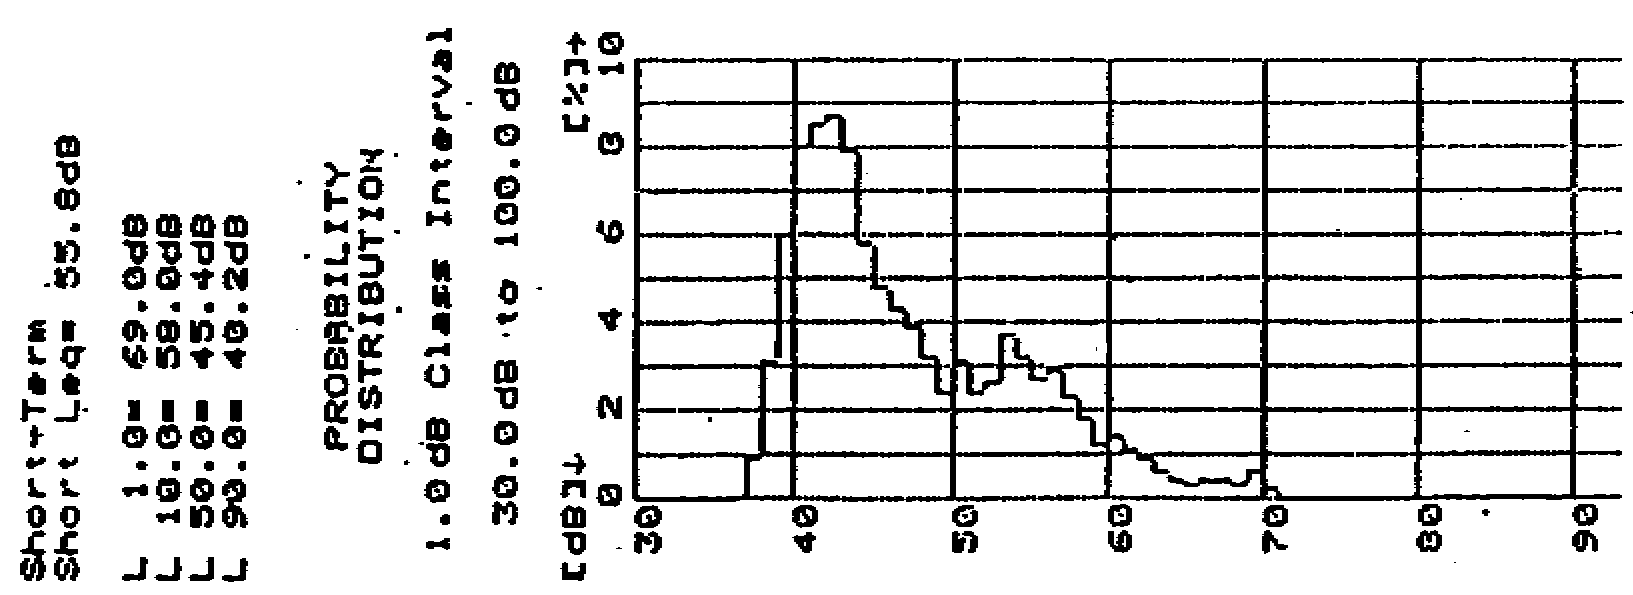 Short-Term
Short Leq= 55.8dB
L 1.0= 69.0dB
L 10.0= 58.0dB
L 50.0= 45.4dB
L 90.0= 40.2dB
PROBABILITY
DISTRIBUTION
1.0dB Class Interval
30.0dB to 100.0dB
[dB]↓ [%]→
0 2 4 6 8 10
30 40 50 60 70 80 90